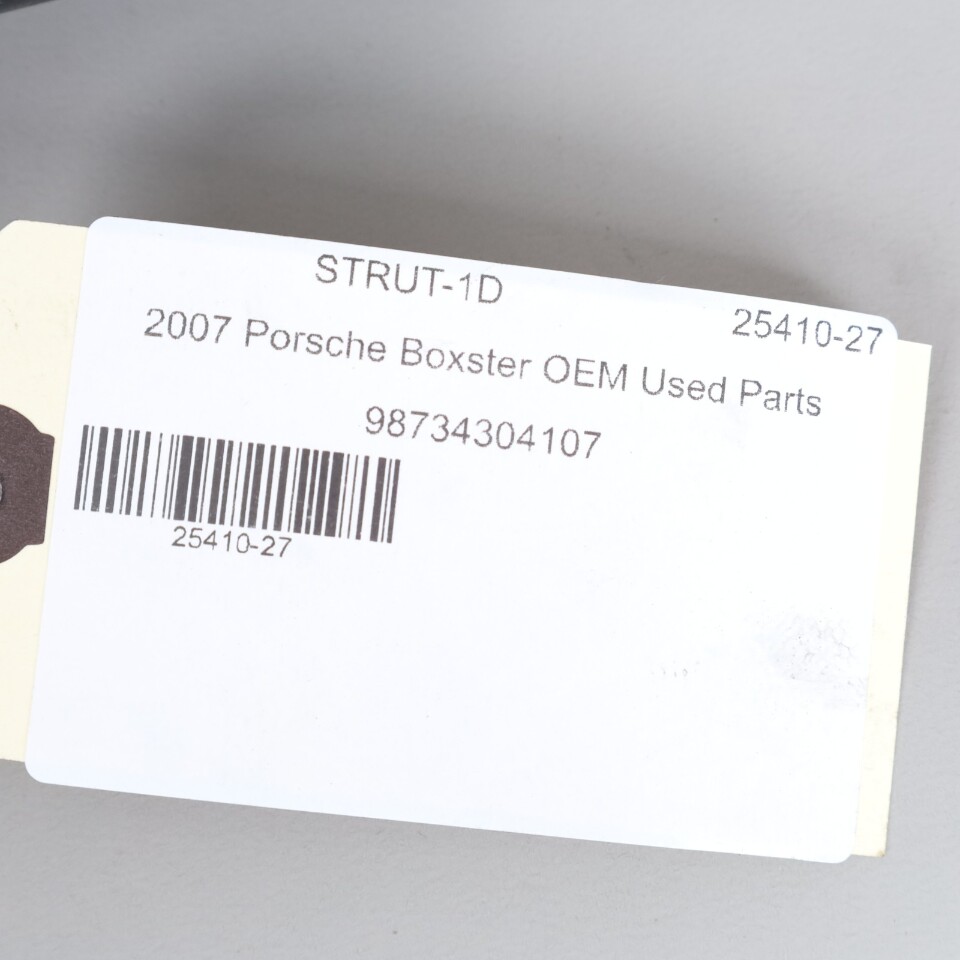 STRUT-1D
25410-27
2007 Porsche Boxster OEM Used Parts
98734304107
25410-27